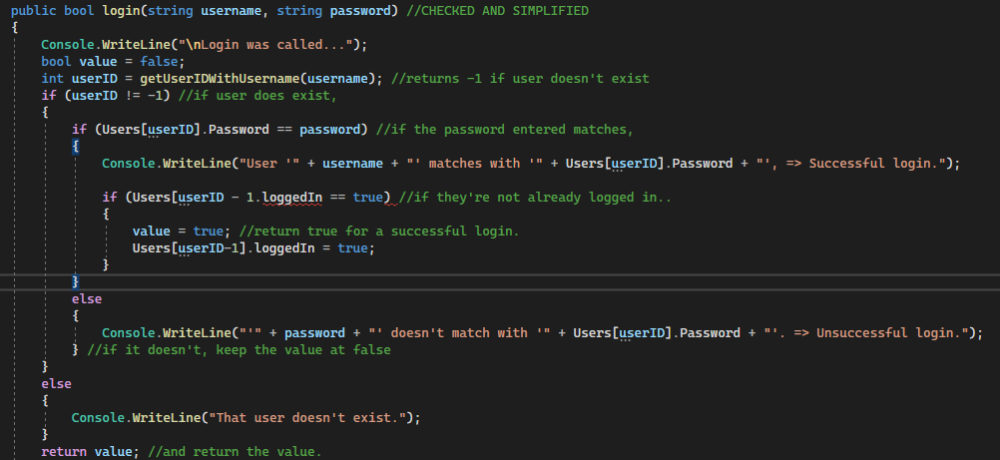 public bool login(string username, string password) //CHECKED AND SIMPLIFIED
{
Console.WriteLine("\nLogin was called...");
bool value = false;
int userID = getUserIDWithUsername(username); //returns -1 if user doesn't exist
if (userID != -1) //if user does exist,
{
if (Users[userID].Password == password) //if the password entered matches,
{
Console.WriteLine("User '" + username + "' matches with '" + Users[userID].Password + "', => Successful login.");
if (Users[userID - 1.loggedIn == true) //if they're not already logged in..
{
value = true; //return true for a successful login.
Users[userID-1].loggedIn = true;
}
}
else
{
Console.WriteLine("'" + password + "' doesn't match with '" + Users[userID].Password + "'. => Unsuccessful login.");
} //if it doesn't, keep the value at false
}
else
{
Console.WriteLine("That user doesn't exist.");
}
return value; //and return the value.